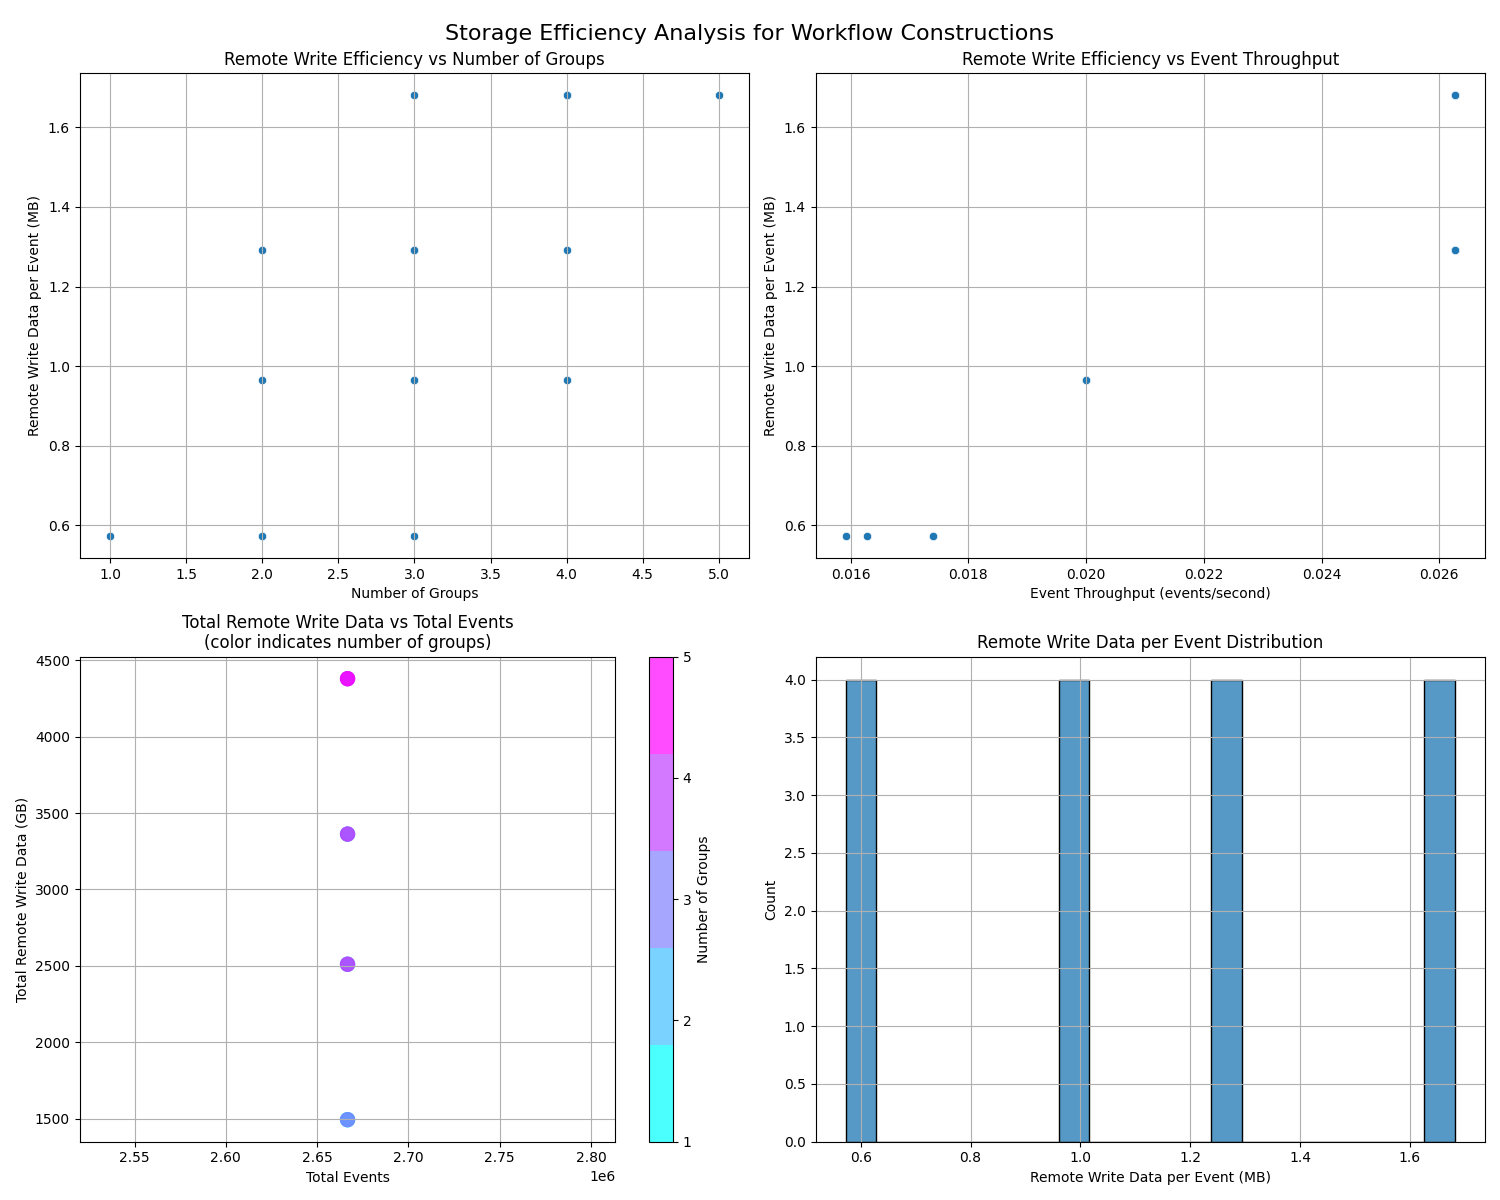 Storage Efficiency Analysis for Workflow Constructions
Remote Write Efficiency vs Number of Groups
Remote Write Data per Event (MB)
1.6
1.4
1.2
1.0
0.8
0.6
1.0 1.5 2.0 2.5 3.0 3.5 4.0 4.5 5.0
Number of Groups
Remote Write Efficiency vs Event Throughput
Remote Write Data per Event (MB)
1.6
1.4
1.2
1.0
0.8
0.6
0.016 0.018 0.020 0.022 0.024 0.026
Event Throughput (events/second)
Total Remote Write Data vs Total Events
(color indicates number of groups)
Total Remote Write Data (GB)
4500
4000
3500
3000
2500
2000
1500
2.55 2.60 2.65 2.70 2.75 2.80
1e6
Total Events
5
4
3
2
1
Number of Groups
Remote Write Data per Event Distribution
Count
4.0
3.5
3.0
2.5
2.0
1.5
1.0
0.5
0.0
0.6 0.8 1.0 1.2 1.4 1.6
Remote Write Data per Event (MB)